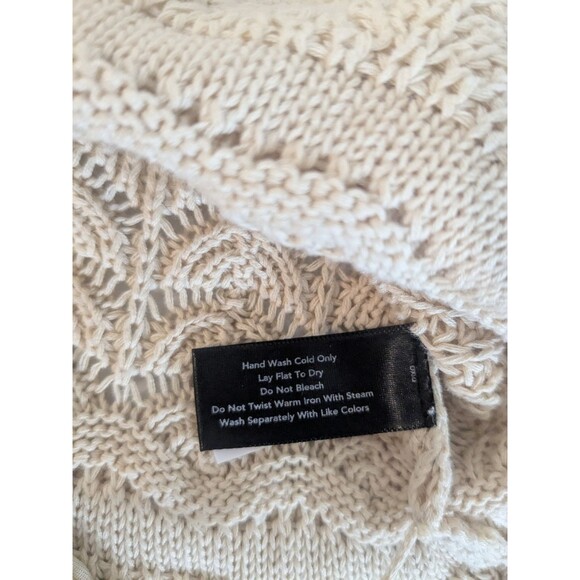 Hand Wash Cold Only
Lay Flat To Dry
Do Not Bleach
Do Not Twist Warm Iron With Steam
Wash Separately With Like Colors